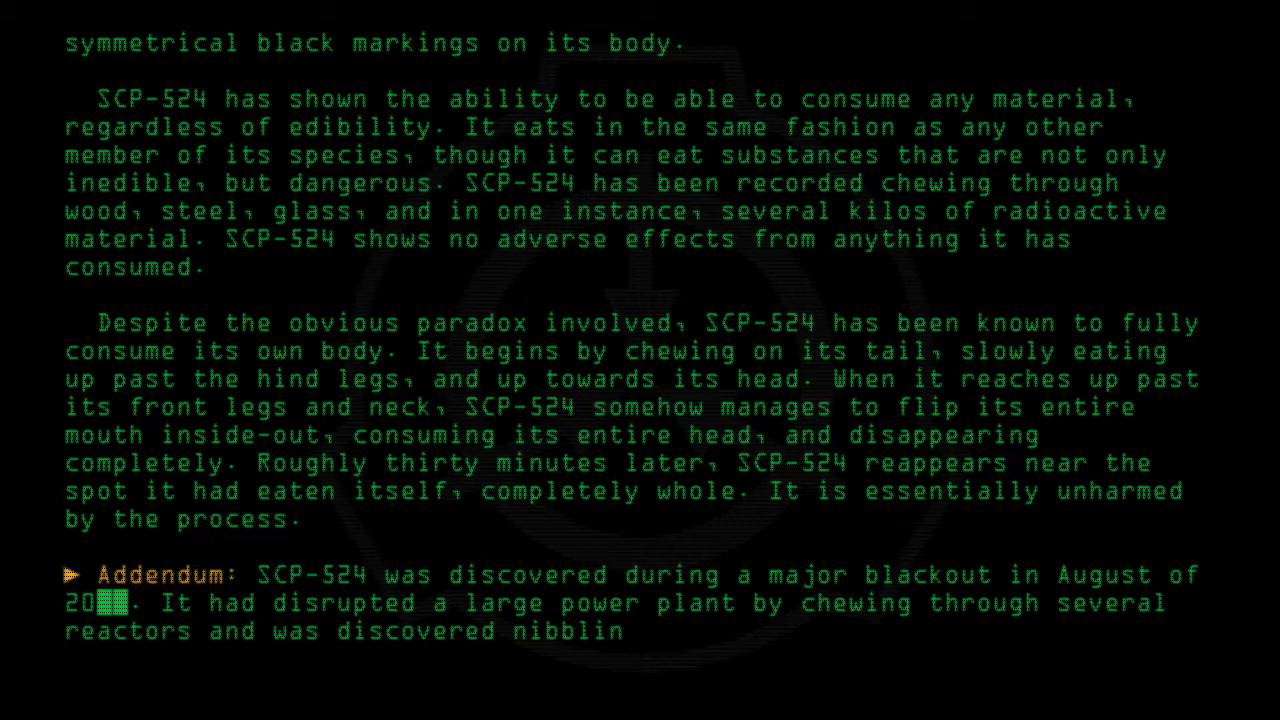 symmetrical black markings on its body.
SCP-524 has shown the ability to be able to consume any material,
regardless of edibility. It eats in the same fashion as any other
member of its species, though it can eat substances that are not only
inedible, but dangerous. SCP-524 has been recorded chewing through
wood, steel, glass, and in one instance, several kilos of radioactive
material. SCP-524 shows no adverse effects from anything it has
consumed.
Despite the obvious paradox involved, SCP-524 has been known to fully
consume its own body. It begins by chewing on its tail, slowly eating
up past the hind legs, and up towards its head. When it reaches up past
its front legs and neck, SCP-524 somehow manages to flip its entire
mouth inside-out, consuming its entire head, and disappearing
completely. Roughly thirty minutes later, SCP-524 reappears near the
spot it had eaten itself, completely whole. It is essentially unharmed
by the process.
► Addendum: SCP-524 was discovered during a major blackout in August of
20██. It had disrupted a large power plant by chewing through several
reactors and was discovered nibblin